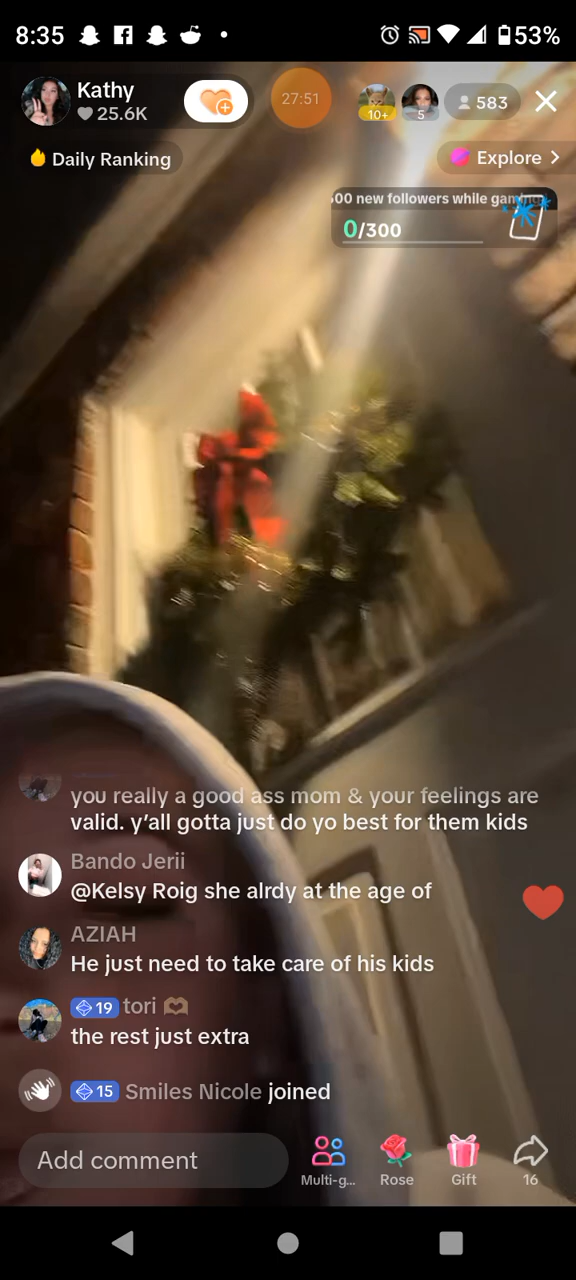 8:35
53%
Kathy
25.6K
27:51
10+
5
583
Daily Ranking
Explore
00 new followers while gaming
0/300
you really a good ass mom & your feelings are
valid. y'all gotta just do yo best for them kids
Bando Jerii
@Kelsy Roig she alrdy at the age of
AZIAH
He just need to take care of his kids
19 tori
the rest just extra
15 Smiles Nicole joined
Add comment
Multi-g...
Rose
Gift
16